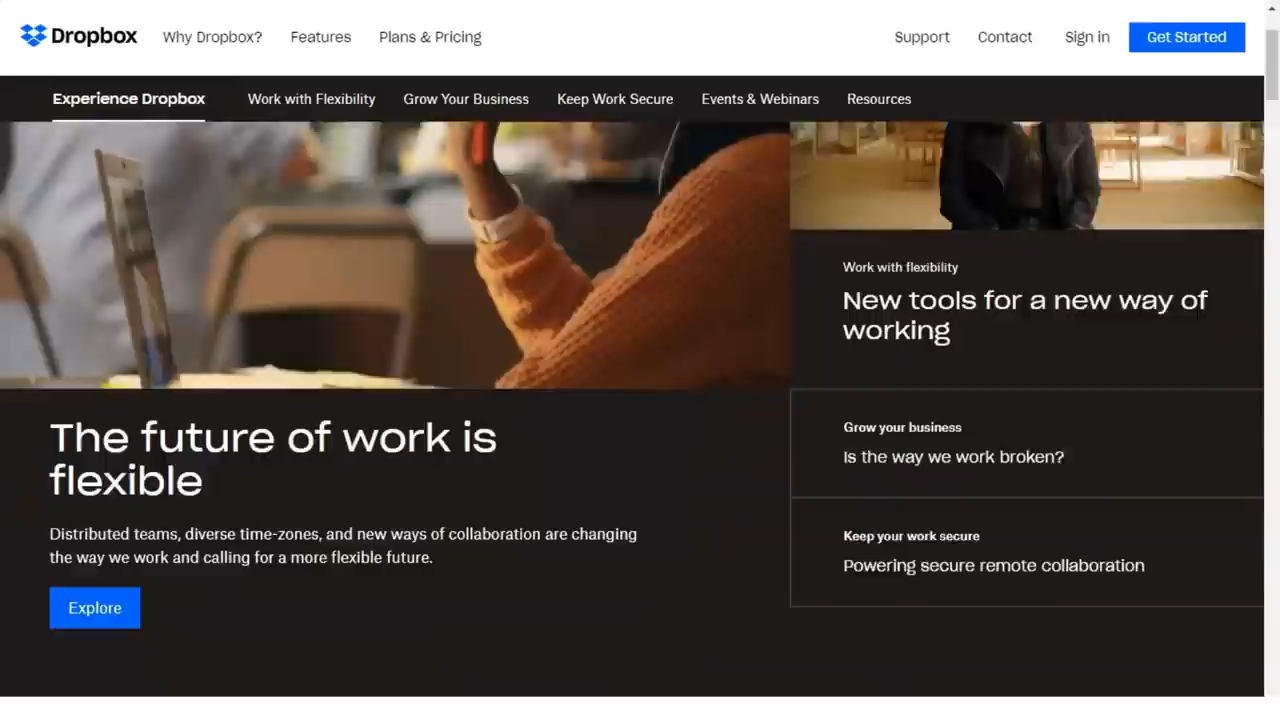 Dropbox Why Dropbox? Features Plans & Pricing Support Contact Sign in Get Started
Experience Dropbox Work with Flexibility Grow Your Business Keep Work Secure Events & Webinars Resources
The future of work is
flexible
Distributed teams, diverse time-zones, and new ways of collaboration are changing
the way we work and calling for a more flexible future.
Explore
Work with flexibility
New tools for a new way of
working
Grow your business
Is the way we work broken?
Keep your work secure
Powering secure remote collaboration